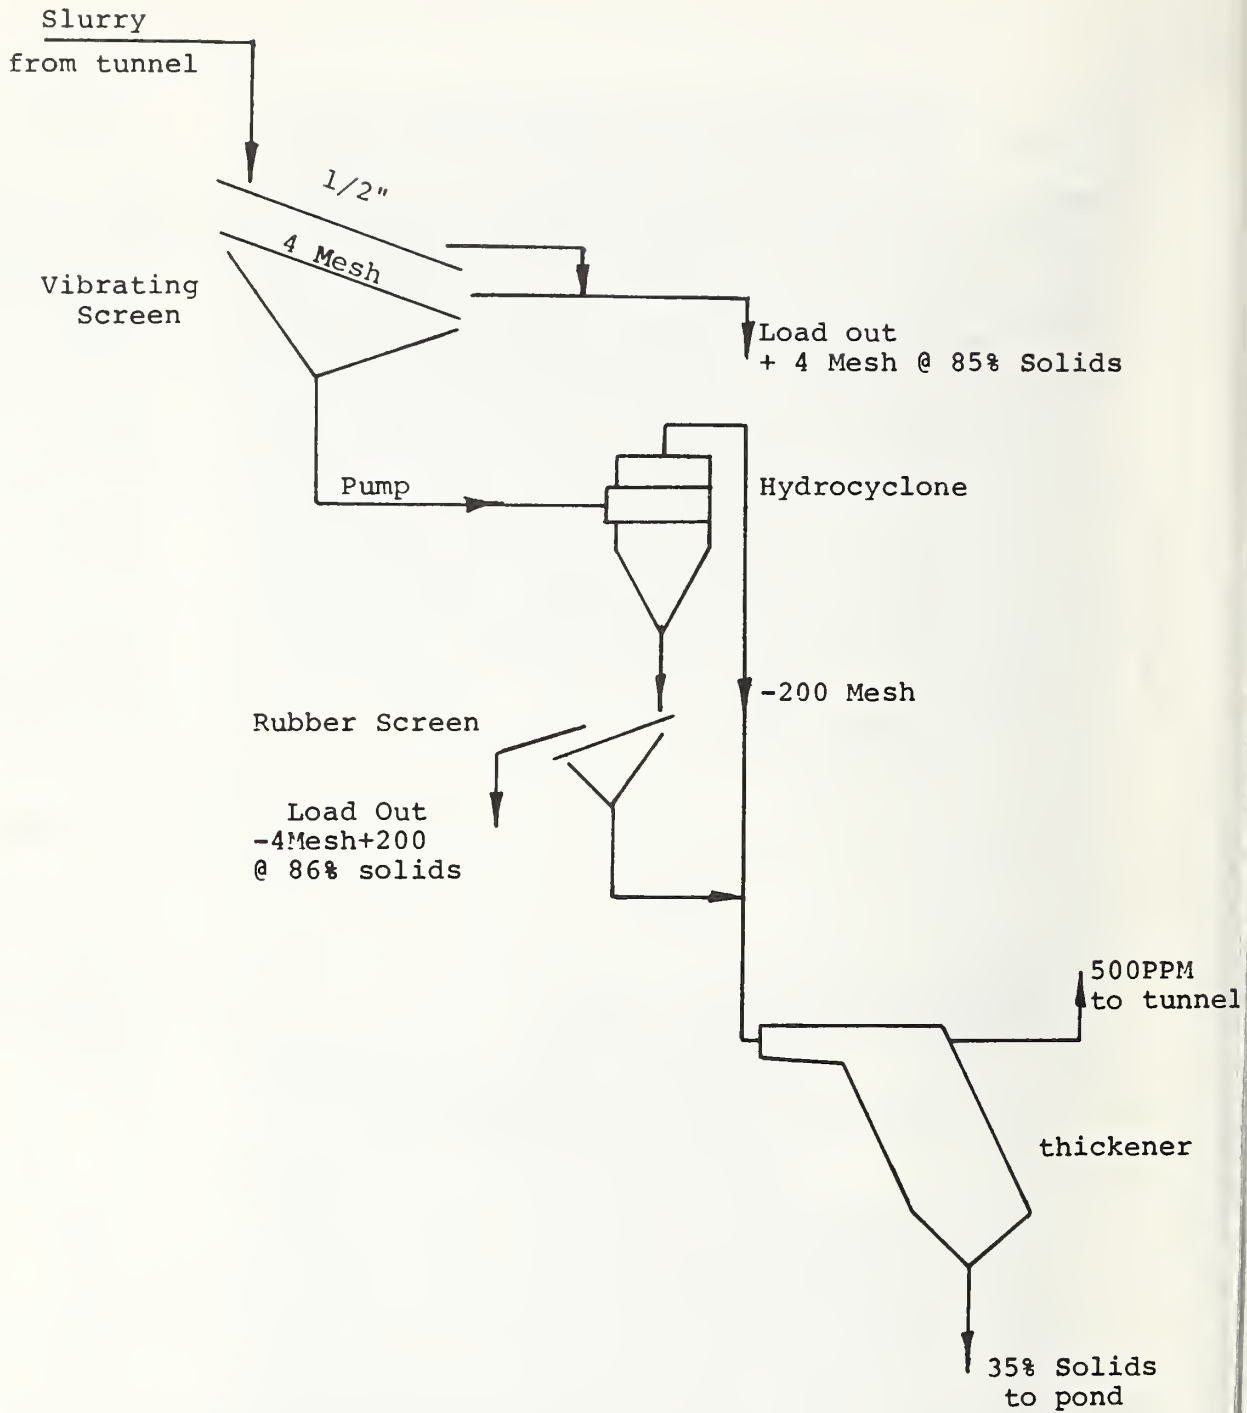 Slurry
from tunnel
1/2"
4 Mesh
Vibrating
Screen
Load out
+ 4 Mesh @ 85% Solids
Pump
Hydrocyclone
-200 Mesh
Rubber Screen
Load Out
-4Mesh+200
@ 86% solids
500PPM
to tunnel
thickener
35% Solids
to pond